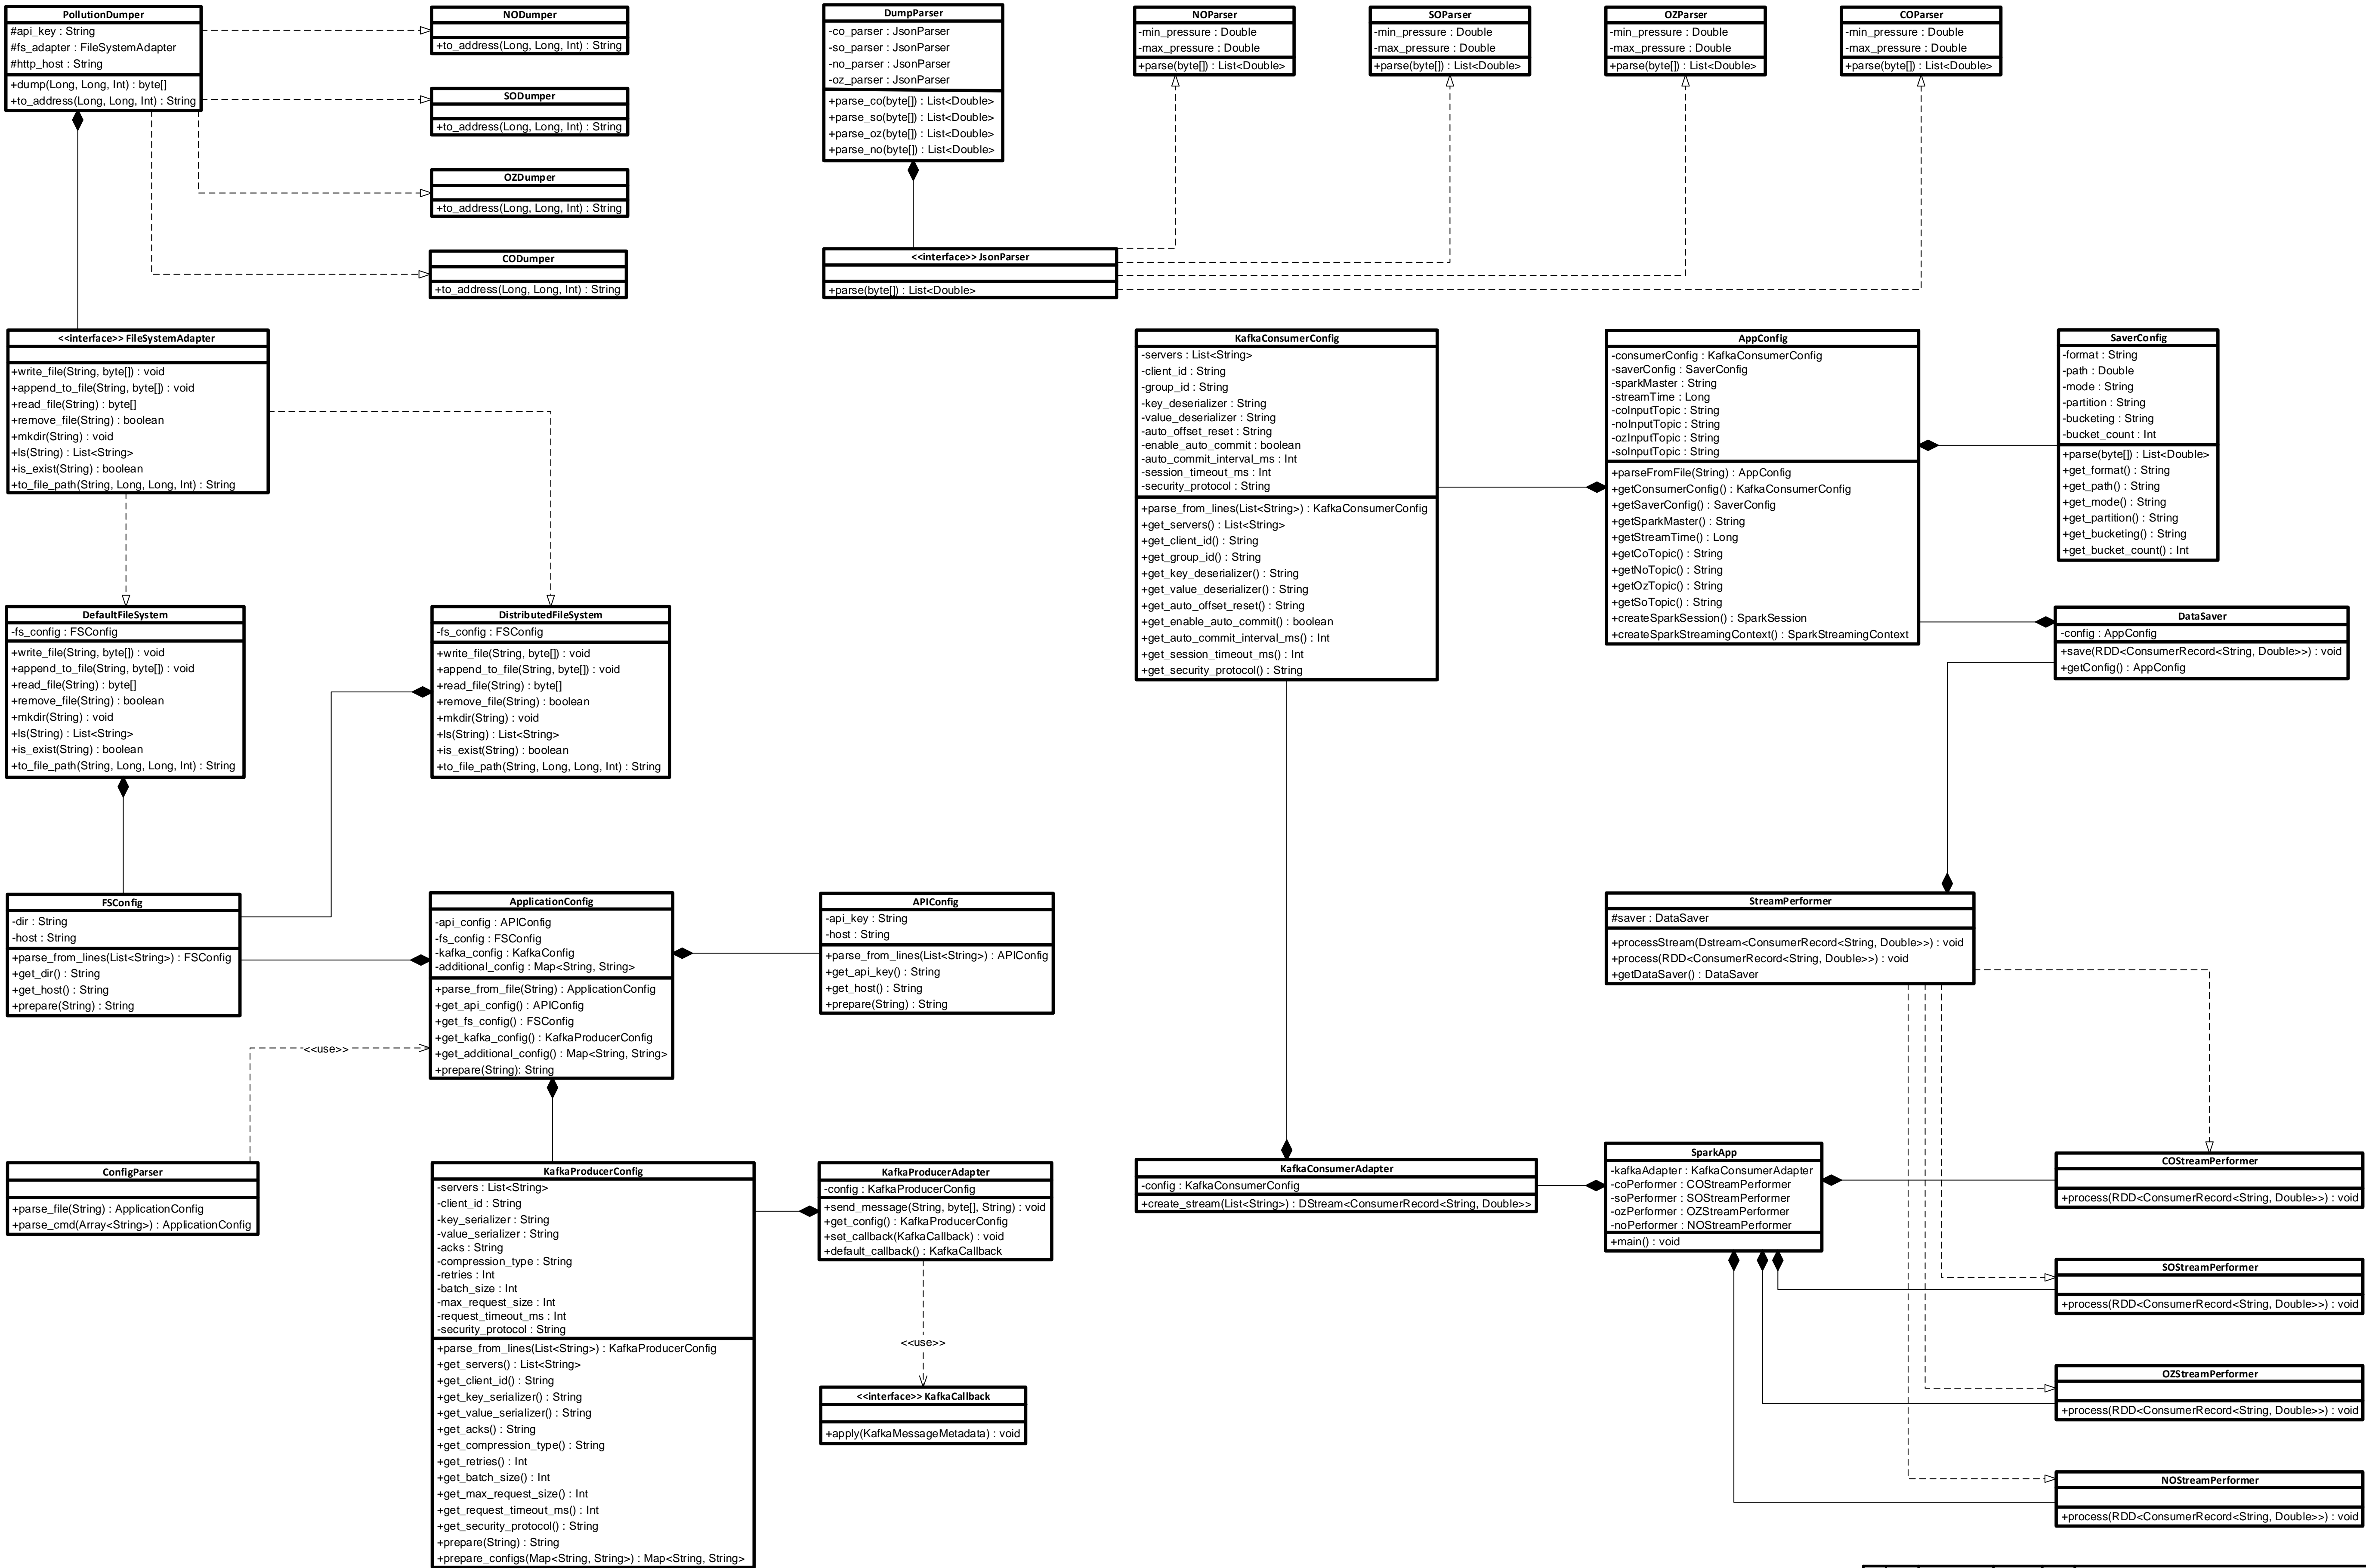 PollutionDumper
#api_key : String
#fs_adapter : FileSystemAdapter
#http_host : String
+dump(Long, Long, Int) : byte[]
+to_address(Long, Long, Int) : String
NODumper
+to_address(Long, Long, Int) : String
SODumper
+to_address(Long, Long, Int) : String
OZDumper
+to_address(Long, Long, Int) : String
CODumper
+to_address(Long, Long, Int) : String
DumpParser
-co_parser : JsonParser
-so_parser : JsonParser
-no_parser : JsonParser
-oz_parser : JsonParser
+parse_co(byte[]) : List<Double>
+parse_so(byte[]) : List<Double>
+parse_oz(byte[]) : List<Double>
+parse_no(byte[]) : List<Double>
<<interface>> JsonParser
+parse(byte[]) : List<Double>
NOParser
-min_pressure : Double
-max_pressure : Double
+parse(byte[]) : List<Double>
SOParser
-min_pressure : Double
-max_pressure : Double
+parse(byte[]) : List<Double>
OZParser
-min_pressure : Double
-max_pressure : Double
+parse(byte[]) : List<Double>
COParser
-min_pressure : Double
-max_pressure : Double
+parse(byte[]) : List<Double>
<<interface>> FileSystemAdapter
+write_file(String, byte[]) : void
+append_to_file(String, byte[]) : void
+read_file(String) : byte[]
+remove_file(String) : boolean
+mkdir(String) : void
+ls(String) : List<String>
+is_exist(String) : boolean
+to_file_path(String, Long, Long, Int) : String
DefaultFileSystem
-fs_config : FSConfig
+write_file(String, byte[]) : void
+append_to_file(String, byte[]) : void
+read_file(String) : byte[]
+remove_file(String) : boolean
+mkdir(String) : void
+ls(String) : List<String>
+is_exist(String) : boolean
+to_file_path(String, Long, Long, Int) : String
DistributedFileSystem
-fs_config : FSConfig
+write_file(String, byte[]) : void
+append_to_file(String, byte[]) : void
+read_file(String) : byte[]
+remove_file(String) : boolean
+mkdir(String) : void
+ls(String) : List<String>
+is_exist(String) : boolean
+to_file_path(String, Long, Long, Int) : String
KafkaConsumerConfig
-servers : List<String>
-client_id : String
-group_id : String
-key_deserializer : String
-value_deserializer : String
-auto_offset_reset : String
-enable_auto_commit : boolean
-auto_commit_interval_ms : Int
-session_timeout_ms : Int
-security_protocol : String
+parse_from_lines(List<String>) : KafkaConsumerConfig
+get_servers() : List<String>
+get_client_id() : String
+get_group_id() : String
+get_key_deserializer() : String
+get_value_deserializer() : String
+get_auto_offset_reset() : String
+get_enable_auto_commit() : boolean
+get_auto_commit_interval_ms() : Int
+get_session_timeout_ms() : Int
+get_security_protocol() : String
AppConfig
-consumerConfig : KafkaConsumerConfig
-saverConfig : SaverConfig
-sparkMaster : String
-streamTime : Long
-coInputTopic : String
-noInputTopic : String
-ozInputTopic : String
-soInputTopic : String
+parseFromFile(String) : AppConfig
+getConsumerConfig() : KafkaConsumerConfig
+getSaverConfig() : SaverConfig
+getSparkMaster() : String
+getStreamTime() : Long
+getCoTopic() : String
+getNoTopic() : String
+getOzTopic() : String
+getSoTopic() : String
+createSparkSession() : SparkSession
+createSparkStreamingContext() : SparkStreamingContext
SaverConfig
-format : String
-path : Double
-mode : String
-partition : String
-bucketing : String
-bucket_count : Int
+parse(byte[]) : List<Double>
+get_format() : String
+get_path() : String
+get_mode() : String
+get_partition() : String
+get_bucketing() : String
+get_bucket_count() : Int
DataSaver
-config : AppConfig
+save(RDD<ConsumerRecord<String, Double>>) : void
+getConfig() : AppConfig
FSConfig
-dir : String
-host : String
+parse_from_lines(List<String>) : FSConfig
+get_dir() : String
+get_host() : String
+prepare(String) : String
ApplicationConfig
-api_config : APIConfig
-fs_config : FSConfig
-kafka_config : KafkaConfig
-additional_config : Map<String, String>
+parse_from_file(String) : ApplicationConfig
+get_api_config() : APIConfig
+get_fs_config() : FSConfig
+get_kafka_config() : KafkaProducerConfig
+get_additional_config() : Map<String, String>
+prepare(String): String
APIConfig
-api_key : String
-host : String
+parse_from_lines(List<String>) : APIConfig
+get_api_key() : String
+get_host() : String
+prepare(String) : String
StreamPerformer
#saver : DataSaver
+processStream(Dstream<ConsumerRecord<String, Double>>) : void
+process(RDD<ConsumerRecord<String, Double>>) : void
+getDataSaver() : DataSaver
<<use>>
ConfigParser
+parse_file(String) : ApplicationConfig
+parse_cmd(Array<String>) : ApplicationConfig
KafkaProducerConfig
-servers : List<String>
-client_id : String
-key_serializer : String
-value_serializer : String
-acks : String
-compression_type : String
-retries : Int
-batch_size : Int
-max_request_size : Int
-request_timeout_ms : Int
-security_protocol : String
+parse_from_lines(List<String>) : KafkaProducerConfig
+get_servers() : List<String>
+get_client_id() : String
+get_key_serializer() : String
+get_value_serializer() : String
+get_acks() : String
+get_compression_type() : String
+get_retries() : Int
+get_batch_size() : Int
+get_max_request_size() : Int
+get_request_timeout_ms() : Int
+get_security_protocol() : String
+prepare(String) : String
+prepare_configs(Map<String, String>) : Map<String, String>
KafkaProducerAdapter
-config : KafkaProducerConfig
+send_message(String, byte[], String) : void
+get_config() : KafkaProducerConfig
+set_callback(KafkaCallback) : void
+default_callback() : KafkaCallback
<<use>>
<<interface>> KafkaCallback
+apply(KafkaMessageMetadata) : void
KafkaConsumerAdapter
-config : KafkaConsumerConfig
+create_stream(List<String>) : DStream<ConsumerRecord<String, Double>>
SparkApp
-kafkaAdapter : KafkaConsumerAdapter
-coPerformer : COStreamPerformer
-soPerformer : SOStreamPerformer
-ozPerformer : OZStreamPerformer
-noPerformer : NOStreamPerformer
+main() : void
COStreamPerformer
+process(RDD<ConsumerRecord<String, Double>>) : void
SOStreamPerformer
+process(RDD<ConsumerRecord<String, Double>>) : void
OZStreamPerformer
+process(RDD<ConsumerRecord<String, Double>>) : void
NOStreamPerformer
+process(RDD<ConsumerRecord<String, Double>>) : void